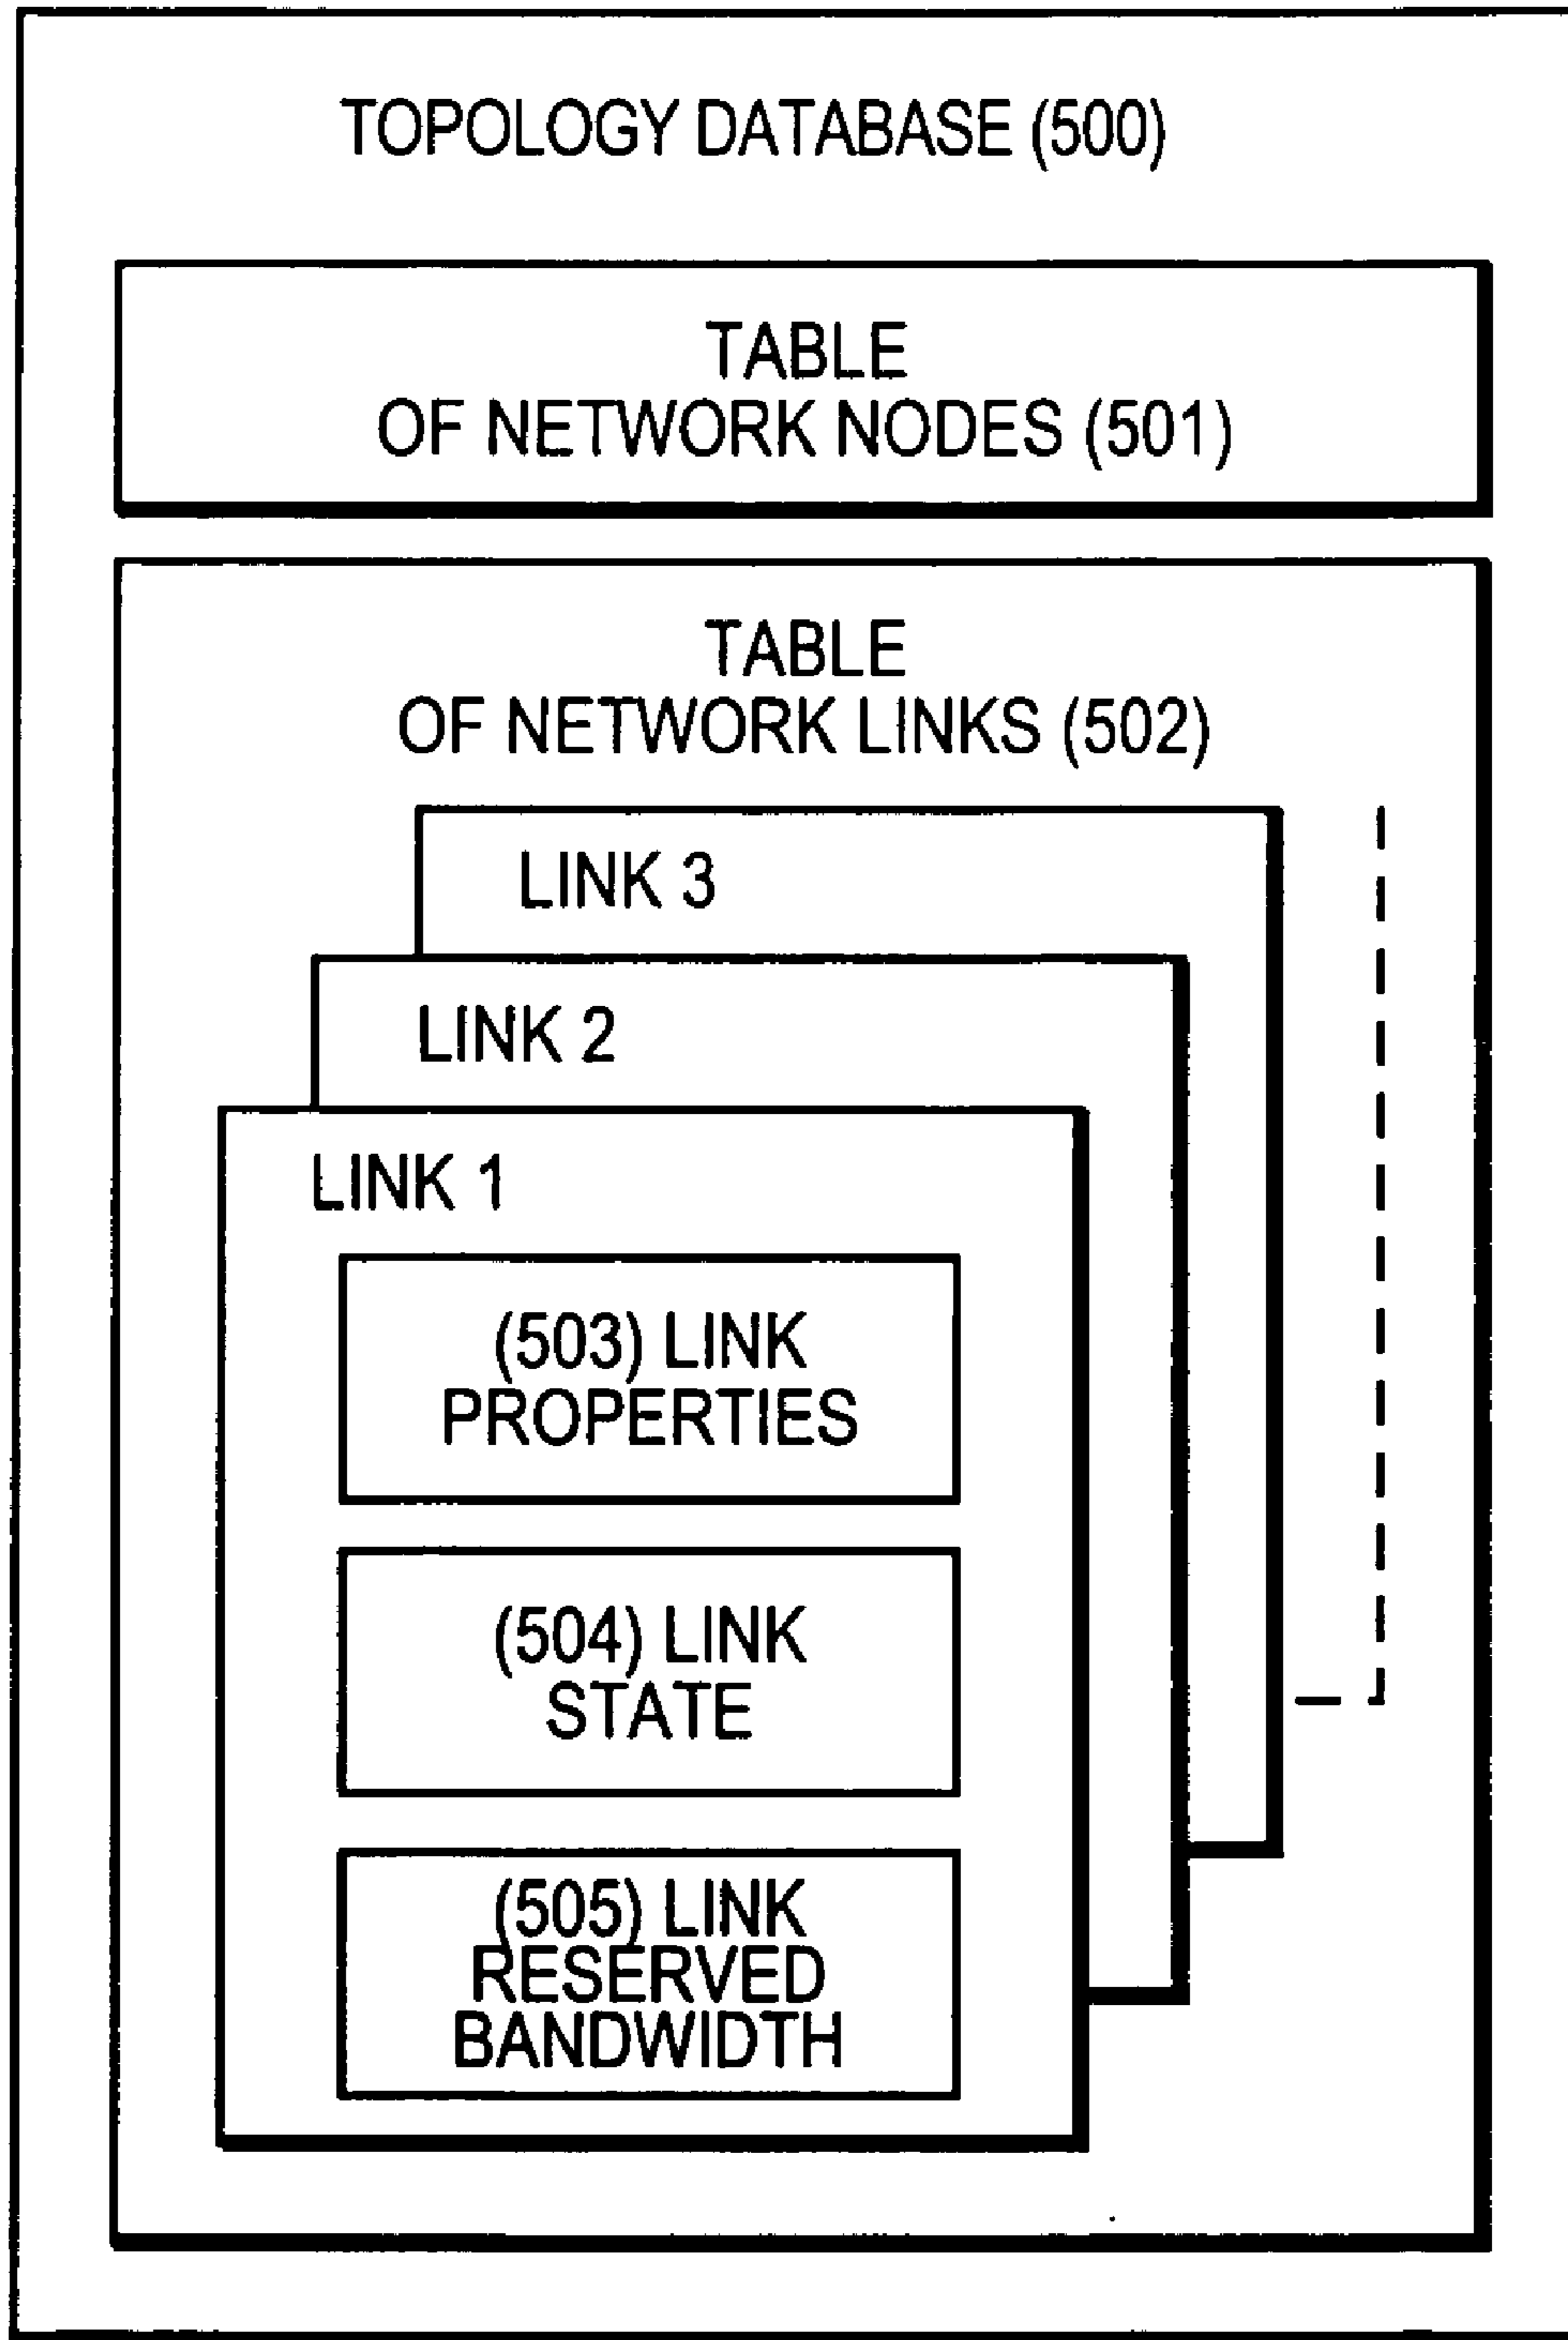 TOPOLOGY DATABASE (500)
TABLE
OF NETWORK NODES (501)
TABLE
OF NETWORK LINKS (502)
LINK 3
LINK 2
LINK 1
(503) LINK
PROPERTIES
(504) LINK
STATE
(505) LINK
RESERVED
BANDWIDTH